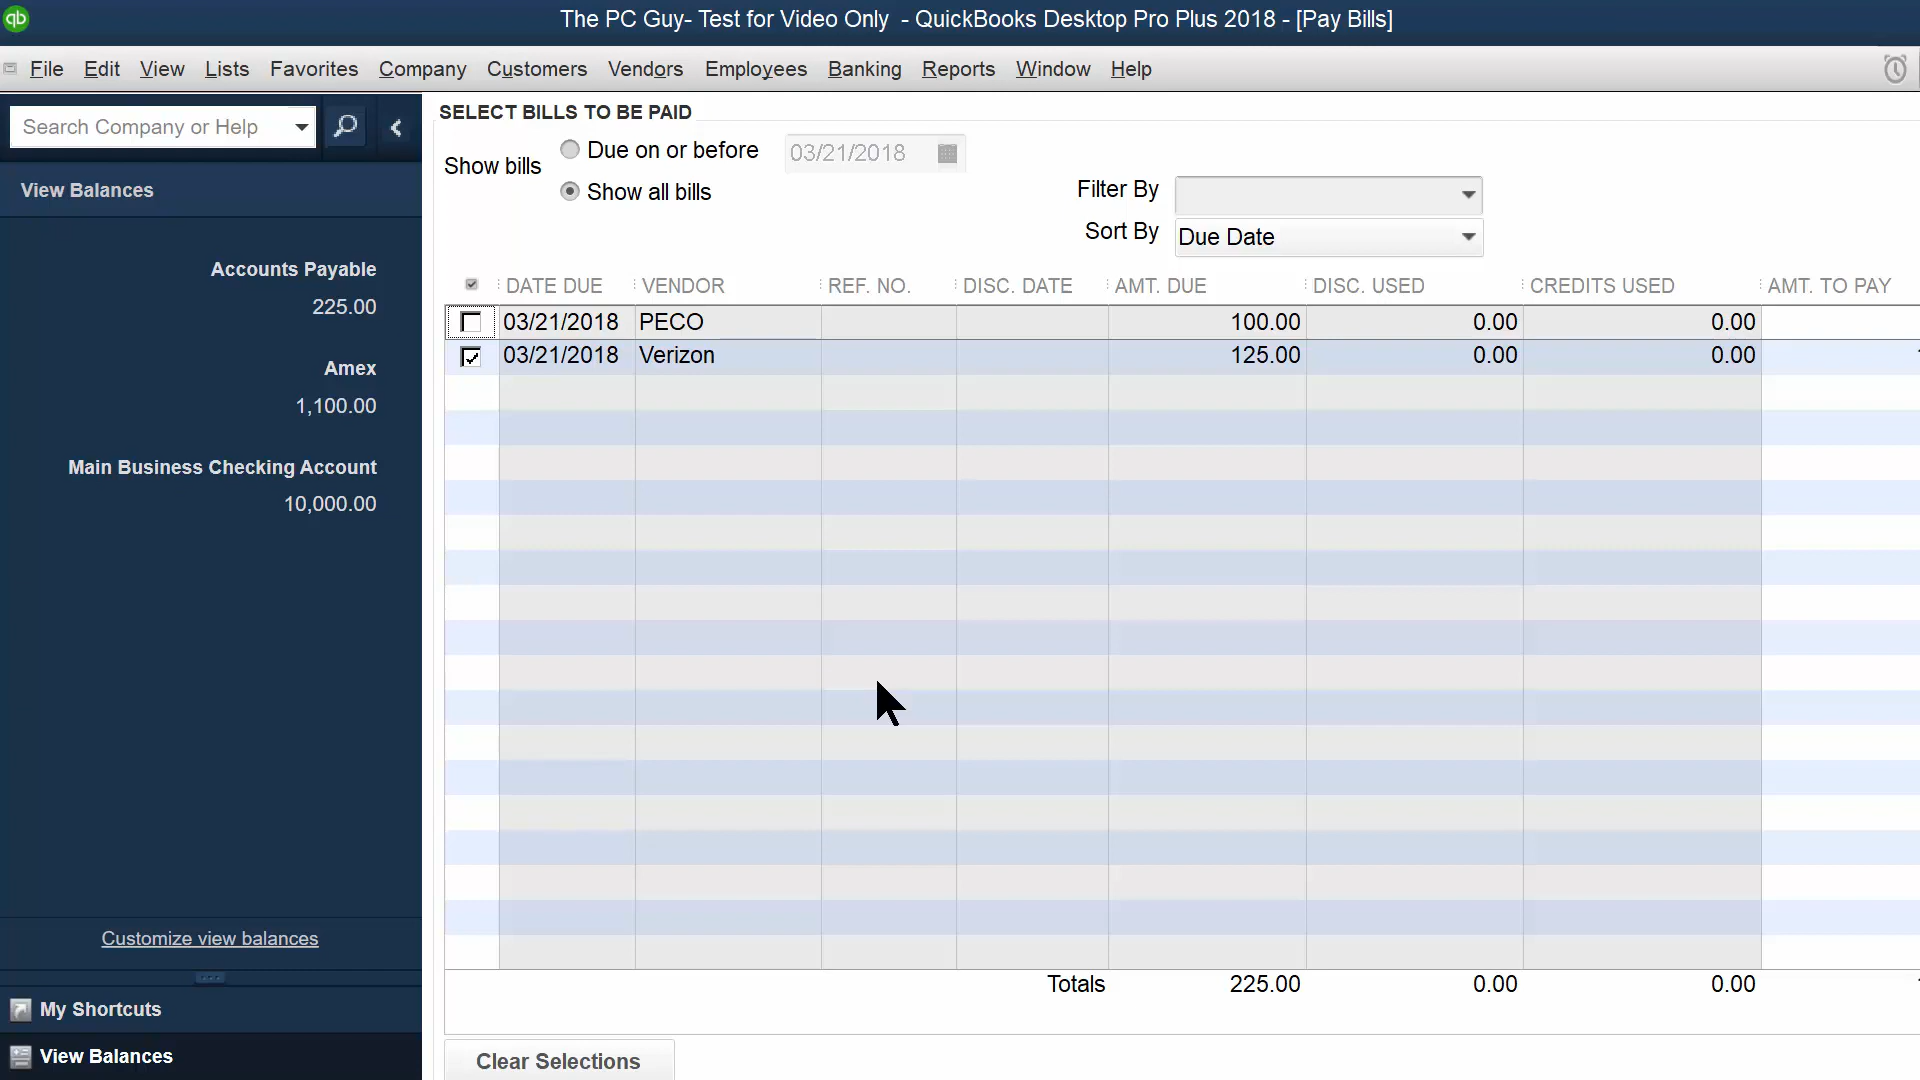 qb
The PC Guy- Test for Video Only - QuickBooks Desktop Pro Plus 2018 - [Pay Bills]
File Edit View Lists Favorites Company Customers Vendors Employees Banking Reports Window Help
Search Company or Help
View Balances
Accounts Payable
225.00
Amex
1,100.00
Main Business Checking Account
10,000.00
Customize view balances
My Shortcuts
View Balances
SELECT BILLS TO BE PAID
Show bills
Due on or before 03/21/2018
Show all bills
Filter By
Sort By Due Date
DATE DUE VENDOR REF. NO. DISC. DATE AMT. DUE DISC. USED CREDITS USED AMT. TO PAY
03/21/2018 PECO 100.00 0.00 0.00
03/21/2018 Verizon 125.00 0.00 0.00
Totals 225.00 0.00 0.00
Clear Selections